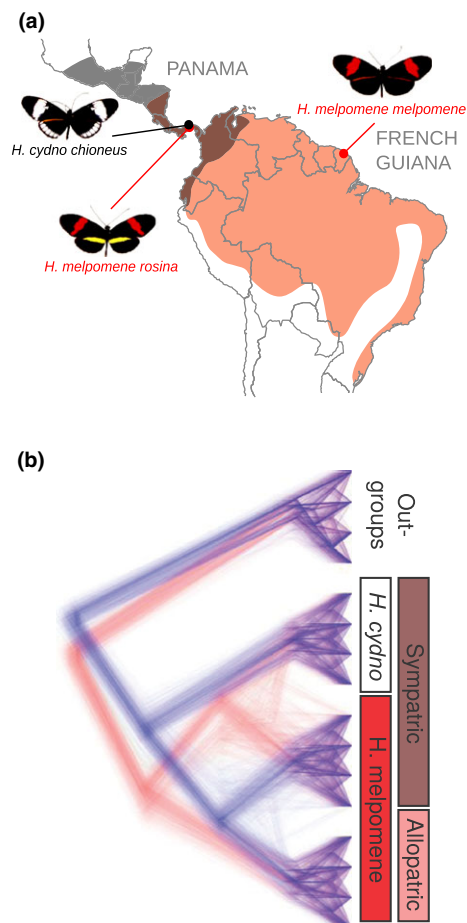 (a)
PANAMA
H. melpomene melpomene
H. cydno chioneus
FRENCH
GUIANA
H. melpomene rosina
(b)
Out-
groups
H. cydno
Sympatric
H. melpomene
Allopatric